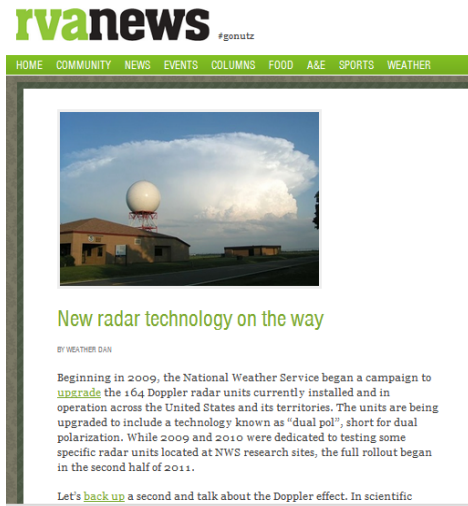 rvanews #gonutz
HOME COMMUNITY NEWS EVENTS COLUMNS FOOD A&E SPORTS WEATHER
New radar technology on the way
BY WEATHER DAN
Beginning in 2009, the National Weather Service began a campaign to
upgrade the 164 Doppler radar units currently installed and in
operation across the United States and its territories. The units are being
upgraded to include a technology known as “dual pol”, short for dual
polarization. While 2009 and 2010 were dedicated to testing some
specific radar units located at NWS research sites, the full rollout began
in the second half of 2011.
Let's back up a second and talk about the Doppler effect. In scientific